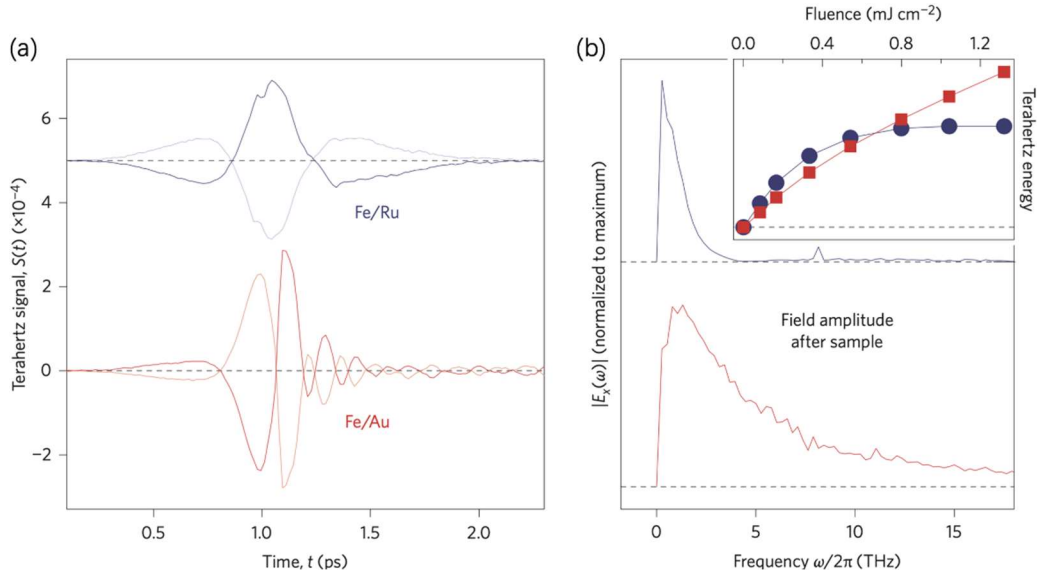 (a)
Terahertz signal, S(t) (×10⁻⁴)
6
4
2
0
−2
Fe/Ru
Fe/Au
0.5 1.0 1.5 2.0
Time, t (ps)
(b)
Fluence (mJ cm⁻²)
0.0 0.4 0.8 1.2
Terahertz energy
|Eₓ(ω)| (normalized to maximum)
Field amplitude
after sample
0 5 10 15
Frequency ω/2π (THz)